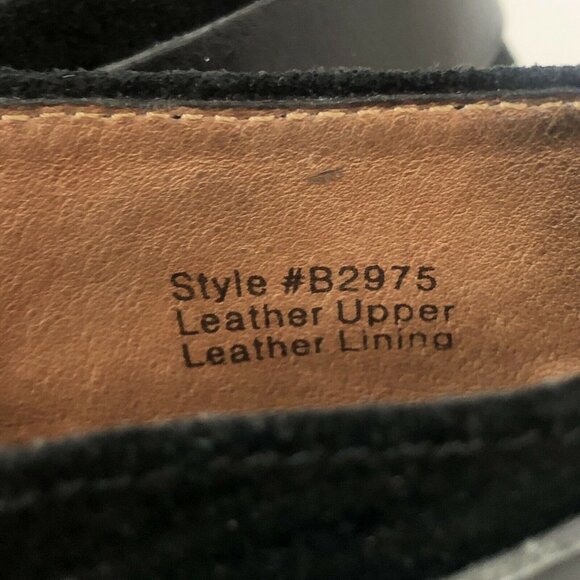 Style #B2975
Leather Upper
Leather Lining